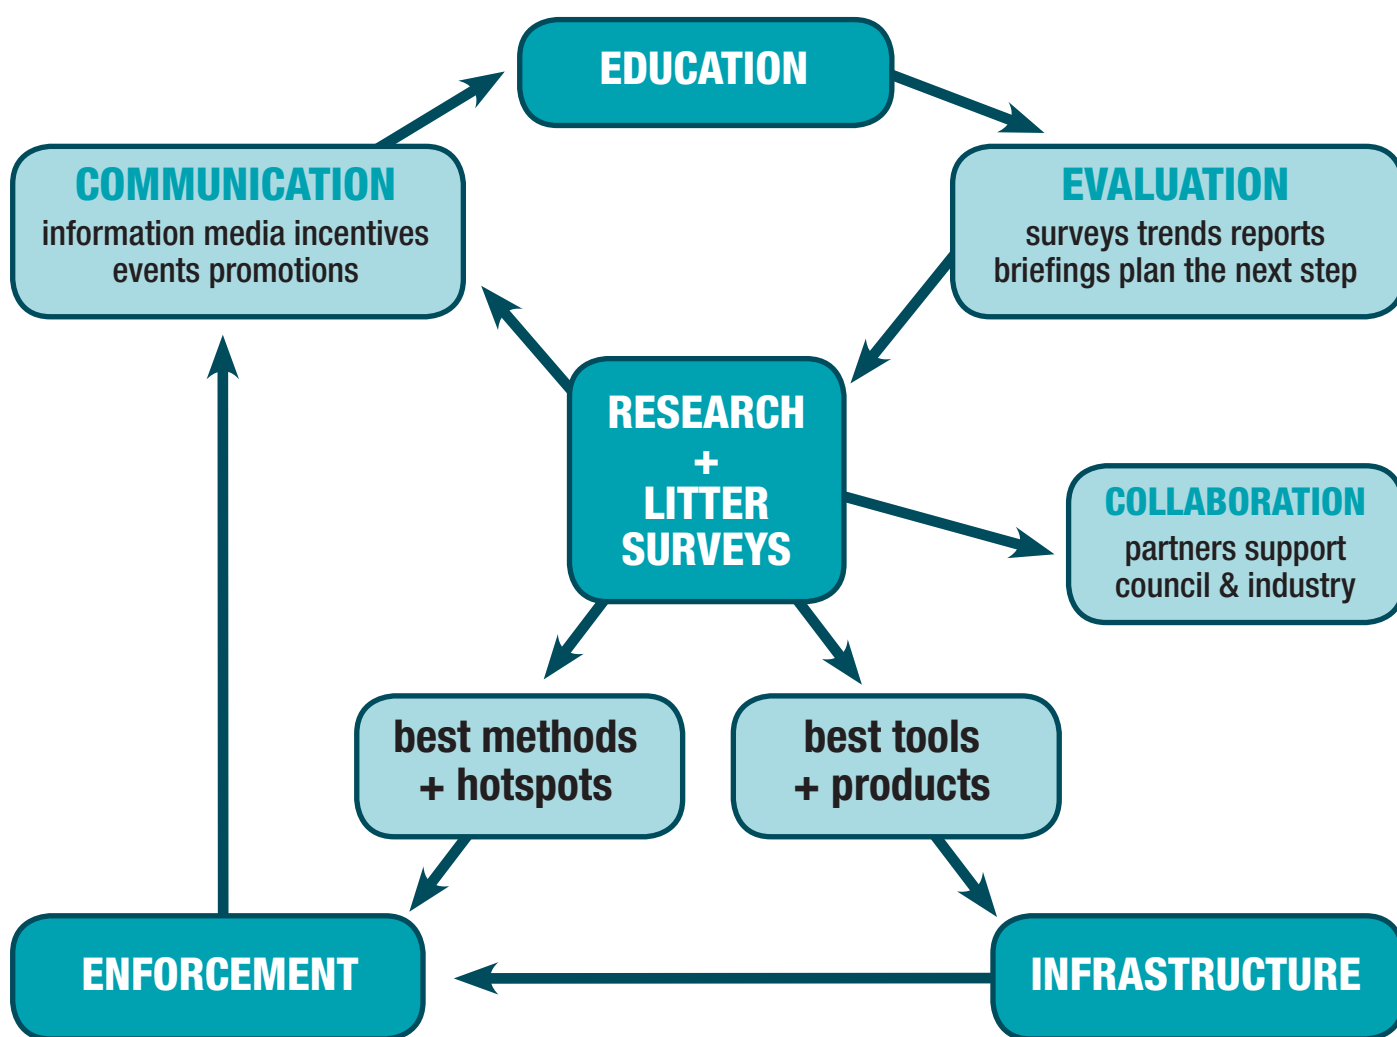 EDUCATION
COMMUNICATION
information media incentives
events promotions
EVALUATION
surveys trends reports
briefings plan the next step
RESEARCH
+
LITTER
SURVEYS
COLLABORATION
partners support
council & industry
best methods
+ hotspots
best tools
+ products
ENFORCEMENT
INFRASTRUCTURE